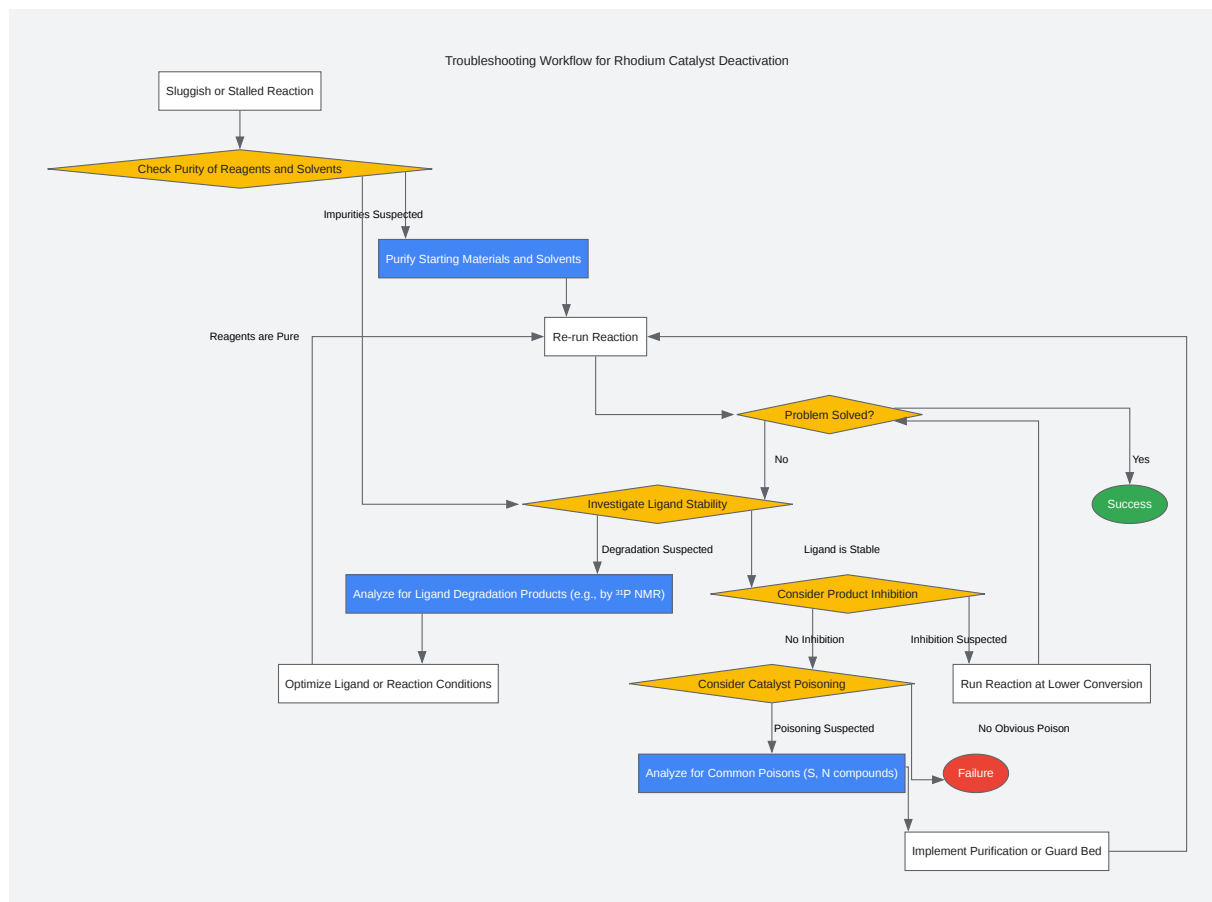 Troubleshooting Workflow for Rhodium Catalyst Deactivation
Sluggish or Stalled Reaction
Check Purity of Reagents and Solvents
Impurities Suspected
Purify Starting Materials and Solvents
Reagents are Pure
Re-run Reaction
Problem Solved?
No
Yes
Investigate Ligand Stability
Success
Degradation Suspected
Ligand is Stable
Analyze for Ligand Degradation Products (e.g., by ³¹P NMR)
Consider Product Inhibition
No Inhibition
Inhibition Suspected
Optimize Ligand or Reaction Conditions
Consider Catalyst Poisoning
Run Reaction at Lower Conversion
Poisoning Suspected
No Obvious Poison
Analyze for Common Poisons (S, N compounds)
Failure
Implement Purification or Guard Bed